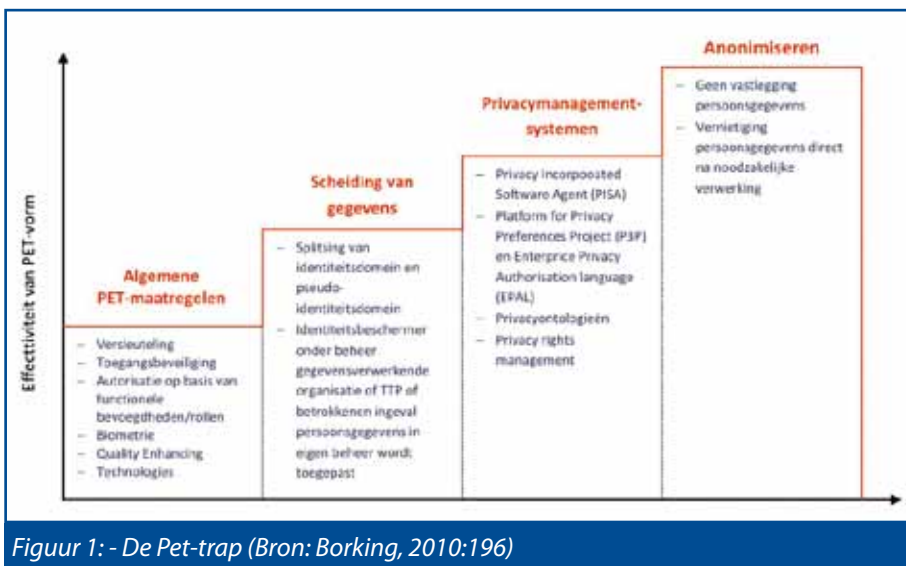 Effecttiviteit van PET-vorm
Algemene
PET-maatregelen
– Versleuteling
– Toegangsbeveiliging
– Autorisatie op basis van
functionele
bevoegdheden/rollen
– Biometrie
– Quality Enhancing
– Technologies
Scheiding van
gegevens
– Splitsing van
identiteitsdomein en
pseudo-
identiteitsdomein
– Identiteitsbeschermer
onder beheer
gegevensverwerkende
organisatie of TTP of
betrokkenen ingeval
persoonsgegevens in
eigen beheer wordt
toegepast
Privacymanagement-
systemen
– Privacy Incorporated
Software Agent (PISA)
– Platform for Privacy
Preferences Project (P3P)
en Enterprice Privacy
Authorisation language
(EPAL)
– Privacyontologieën
– Privacy rights
management
Anonimiseren
– Geen vastlegging
persoonsgegevens
– Vernietiging
persoonsgegevens direct
na noodzakelijke
verwerking
Figuur 1: - De Pet-trap (Bron: Borking, 2010:196)